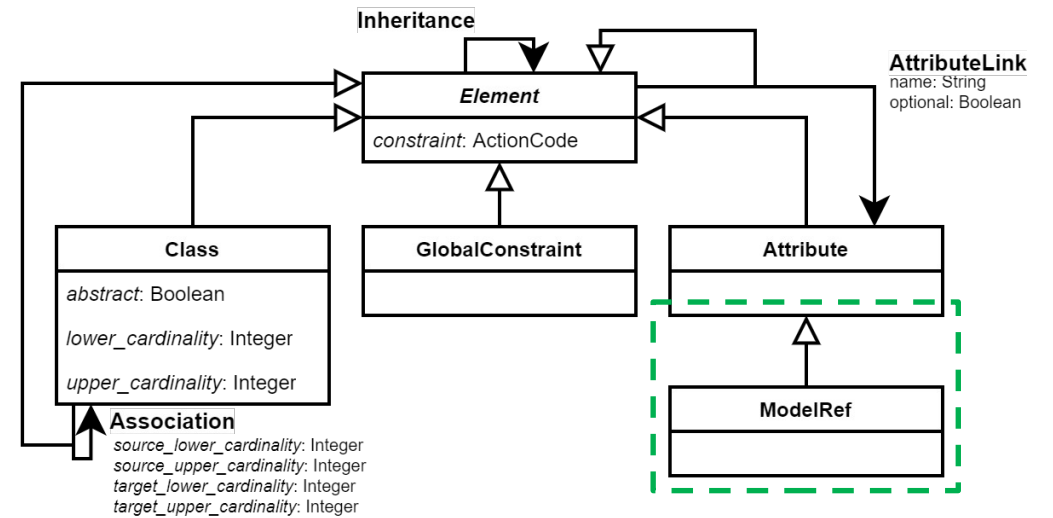 Inheritance
Element
constraint: ActionCode
AttributeLink
name: String
optional: Boolean
Class
abstract: Boolean
lower_cardinality: Integer
upper_cardinality: Integer
GlobalConstraint
Attribute
ModelRef
Association
source_lower_cardinality: Integer
source_upper_cardinality: Integer
target_lower_cardinality: Integer
target_upper_cardinality: Integer